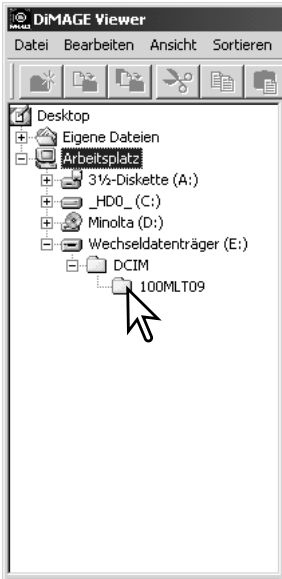 DiMAGE Viewer
Datei Bearbeiten Ansicht Sortieren
Desktop
Eigene Dateien
Arbeitsplatz
3½-Diskette (A:)
_HD0_ (C:)
Minolta (D:)
Wechseldatenträger (E:)
DCIM
100MLT09